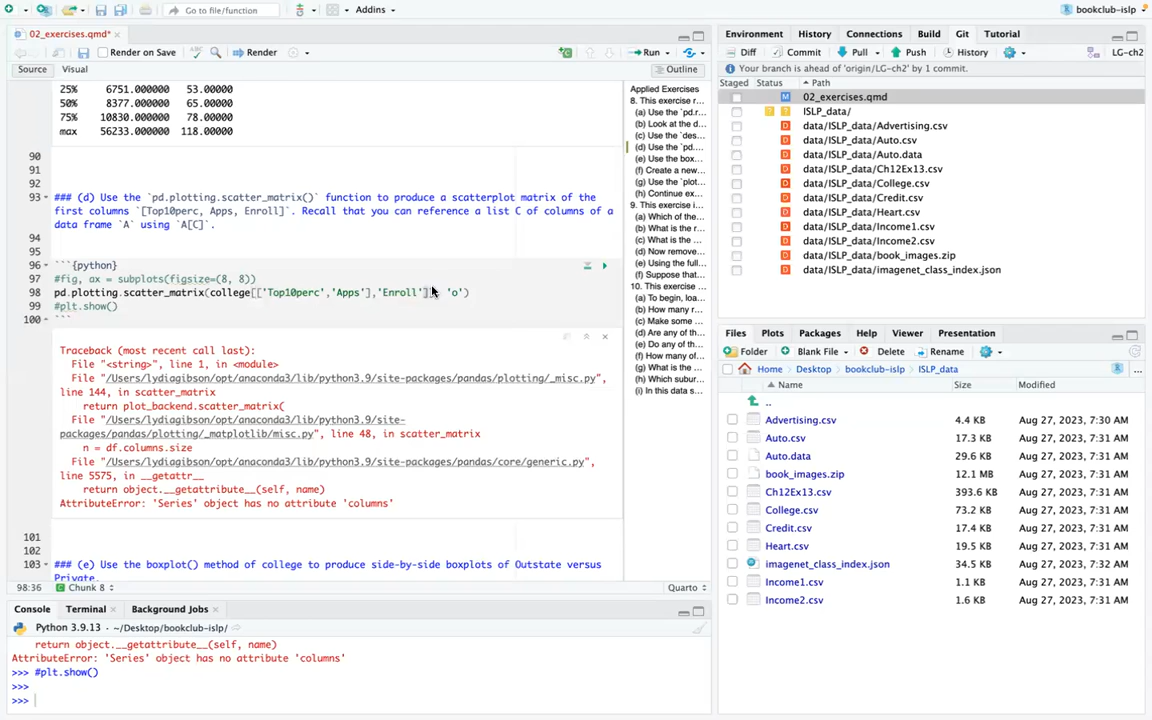 Go to file/function
Addins
bookclub-islp
02_exercises.qmd*
Render on Save
Render
Run
Source
Visual
Outline
25%     6751.000000   53.00000
50%     8377.000000   65.00000
75%    10830.000000   78.00000
max    56233.000000  118.00000
90
91
92
93 ### (d) Use the `pd.plotting.scatter_matrix()` function to produce a scatterplot matrix of the
first columns `[Top10perc, Apps, Enroll]`. Recall that you can reference a list C of columns of a
data frame `A` using `A[C]`.
94
95
96 ```{python}
97 #fig, ax = subplots(figsize=(8, 8))
98 pd.plotting.scatter_matrix(college[['Top10perc','Apps'],'Enroll' 'o')
99 #plt.show()
100 ```
Traceback (most recent call last):
File "<string>", line 1, in <module>
File "/Users/lydiagibson/opt/anaconda3/lib/python3.9/site-packages/pandas/plotting/_misc.py",
line 144, in scatter_matrix
return plot_backend.scatter_matrix(
File "/Users/lydiagibson/opt/anaconda3/lib/python3.9/site-
packages/pandas/plotting/_matplotlib/misc.py", line 48, in scatter_matrix
n = df.columns.size
File "/Users/lydiagibson/opt/anaconda3/lib/python3.9/site-packages/pandas/core/generic.py",
line 5575, in __getattr__
return object.__getattribute__(self, name)
AttributeError: 'Series' object has no attribute 'columns'
101
102
103 ### (e) Use the boxplot() method of college to produce side-by-side boxplots of Outstate versus
Private.
98:36
Chunk 8
Quarto
Applied Exercises
8. This exercise r...
(a) Use the `pd.r...
(b) Look at the d...
(c) Use the `des...
(d) Use the `pd....
(e) Use the box...
(f) Create a new...
(g) Use the `plot...
(h) Continue ex...
9. This exercise i...
(a) Which of the...
(b) What is the r...
(c) What is the ...
(d) Now remove...
(e) Using the full...
(f) Suppose that...
10. This exercise ...
(a) To begin, loa...
(b) How many r...
(c) Make some ...
(d) Are any of th...
(e) Do any of th...
(f) How many of...
(g) What is the ...
(h) Which subur...
(i) In this data s...
Console
Terminal
Background Jobs
Python 3.9.13 · ~/Desktop/bookclub-islp/
return object.__getattribute__(self, name)
AttributeError: 'Series' object has no attribute 'columns'
>>> #plt.show()
>>>
>>>
Environment
History
Connections
Build
Git
Tutorial
Diff
Commit
Pull
Push
History
LG-ch2
Your branch is ahead of 'origin/LG-ch2' by 1 commit.
Staged
Status
Path
M 02_exercises.qmd
? ? ISLP_data/
D data/ISLP_data/Advertising.csv
D data/ISLP_data/Auto.csv
D data/ISLP_data/Auto.data
D data/ISLP_data/Ch12Ex13.csv
D data/ISLP_data/College.csv
D data/ISLP_data/Credit.csv
D data/ISLP_data/Heart.csv
D data/ISLP_data/Income1.csv
D data/ISLP_data/Income2.csv
D data/ISLP_data/book_images.zip
D data/ISLP_data/imagenet_class_index.json
Files
Plots
Packages
Help
Viewer
Presentation
Folder
Blank File
Delete
Rename
Home
Desktop
bookclub-islp
ISLP_data
...
Name
Size
Modified
..
Advertising.csv 4.4 KB Aug 27, 2023, 7:30 AM
Auto.csv 17.3 KB Aug 27, 2023, 7:31 AM
Auto.data 29.6 KB Aug 27, 2023, 7:31 AM
book_images.zip 12.1 MB Aug 27, 2023, 7:31 AM
Ch12Ex13.csv 393.6 KB Aug 27, 2023, 7:31 AM
College.csv 73.2 KB Aug 27, 2023, 7:31 AM
Credit.csv 17.4 KB Aug 27, 2023, 7:31 AM
Heart.csv 19.5 KB Aug 27, 2023, 7:31 AM
imagenet_class_index.json 34.5 KB Aug 27, 2023, 7:32 AM
Income1.csv 1.1 KB Aug 27, 2023, 7:31 AM
Income2.csv 1.6 KB Aug 27, 2023, 7:31 AM